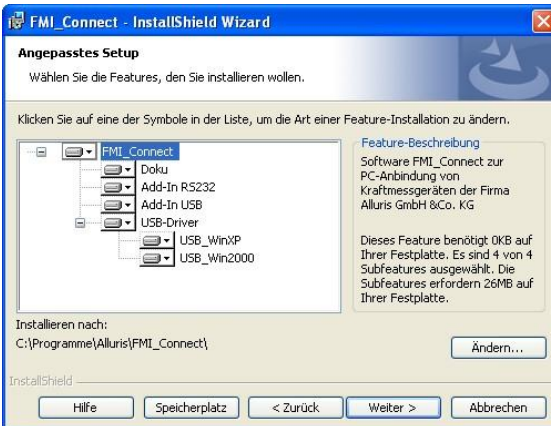 FMI_Connect - InstallShield Wizard
Angepasstes Setup
Wählen Sie die Features, den Sie installieren wollen.
Klicken Sie auf eine der Symbole in der Liste, um die Art einer Feature-Installation zu ändern.
FMI_Connect
Doku
Add-In RS232
Add-In USB
USB-Driver
USB_WinXP
USB_Win2000
Feature-Beschreibung
Software FMI_Connect zur
PC-Anbindung von
Kraftmessgeräten der Firma
Alluris GmbH &Co. KG
Dieses Feature benötigt 0KB auf
Ihrer Festplatte. Es sind 4 von 4
Subfeatures ausgewählt. Die
Subfeatures erfordern 26MB auf
Ihrer Festplatte.
Installieren nach:
C:\Programme\Alluris\FMI_Connect\
Ändern...
InstallShield
Hilfe
Speicherplatz
< Zurück
Weiter >
Abbrechen